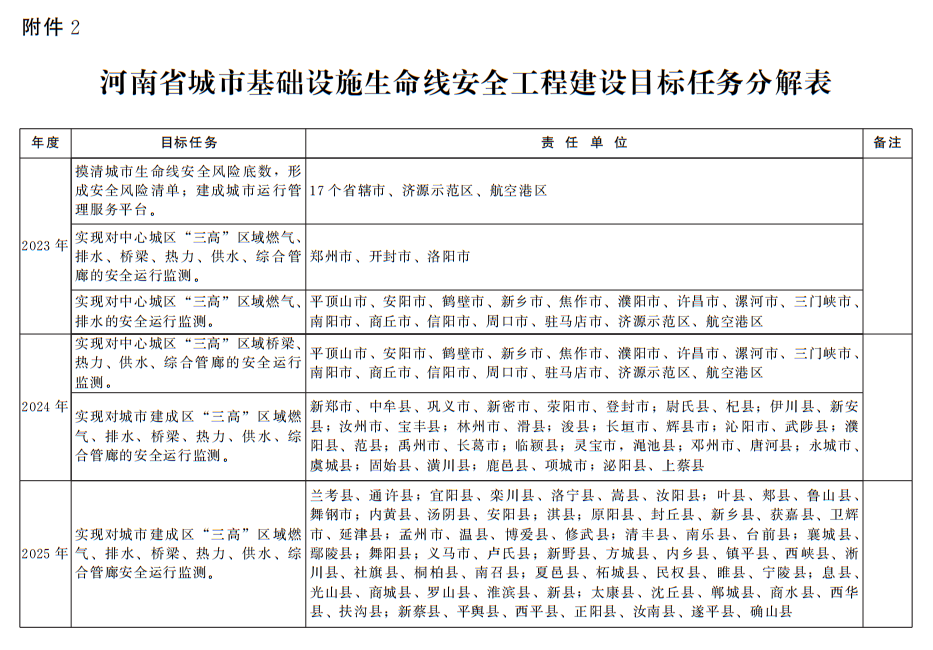 附件 2
河南省城市基础设施生命线安全工程建设目标任务分解表
年度
目标任务
责 任 单 位
备注
2023 年
摸清城市生命线安全风险底数，形
成安全风险清单；建成城市运行管
理服务平台。
17 个省辖市、济源示范区、航空港区
实现对中心城区“三高”区域燃气、
排水、桥梁、热力、供水、综合管
廊的安全运行监测。
郑州市、开封市、洛阳市
实现对中心城区“三高”区域燃气、
排水的安全运行监测。
平顶山市、安阳市、鹤壁市、新乡市、焦作市、濮阳市、许昌市、漯河市、三门峡市、
南阳市、商丘市、信阳市、周口市、驻马店市、济源示范区、航空港区
2024 年
实现对中心城区“三高”区域桥梁、
热力、供水、综合管廊的安全运行
监测。
平顶山市、安阳市、鹤壁市、新乡市、焦作市、濮阳市、许昌市、漯河市、三门峡市、
南阳市、商丘市、信阳市、周口市、驻马店市、济源示范区、航空港区
实现对城市建成区“三高”区域燃
气、排水、桥梁、热力、供水、综
合管廊的安全运行监测。
新郑市、中牟县、巩义市、新密市、荥阳市、登封市；尉氏县、杞县；伊川县、新安
县；汝州市、宝丰县；林州市、滑县；浚县；长垣市、辉县市；沁阳市、武陟县；濮
阳县、范县；禹州市、长葛市；临颍县；灵宝市，渑池县；邓州市、唐河县；永城市、
虞城县；固始县、潢川县；鹿邑县、项城市；泌阳县、上蔡县
2025 年
实现对城市建成区“三高”区域燃
气、排水、桥梁、热力、供水、综
合管廊安全运行监测。
兰考县、通许县；宜阳县、栾川县、洛宁县、嵩县、汝阳县；叶县、郏县、鲁山县、
舞钢市；内黄县、汤阴县、安阳县；淇县；原阳县、封丘县、新乡县、获嘉县、卫辉
市、延津县；孟州市、温县、博爱县、修武县；清丰县、南乐县、台前县；襄城县、
鄢陵县；舞阳县；义马市、卢氏县；新野县、方城县、内乡县、镇平县、西峡县、淅
川县、社旗县、桐柏县、南召县；夏邑县、柘城县、民权县、睢县、宁陵县；息县、
光山县、商城县、罗山县、淮滨县、新县；太康县、沈丘县、郸城县、商水县、西华
县、扶沟县；新蔡县、平舆县、西平县、正阳县、汝南县、遂平县、确山县